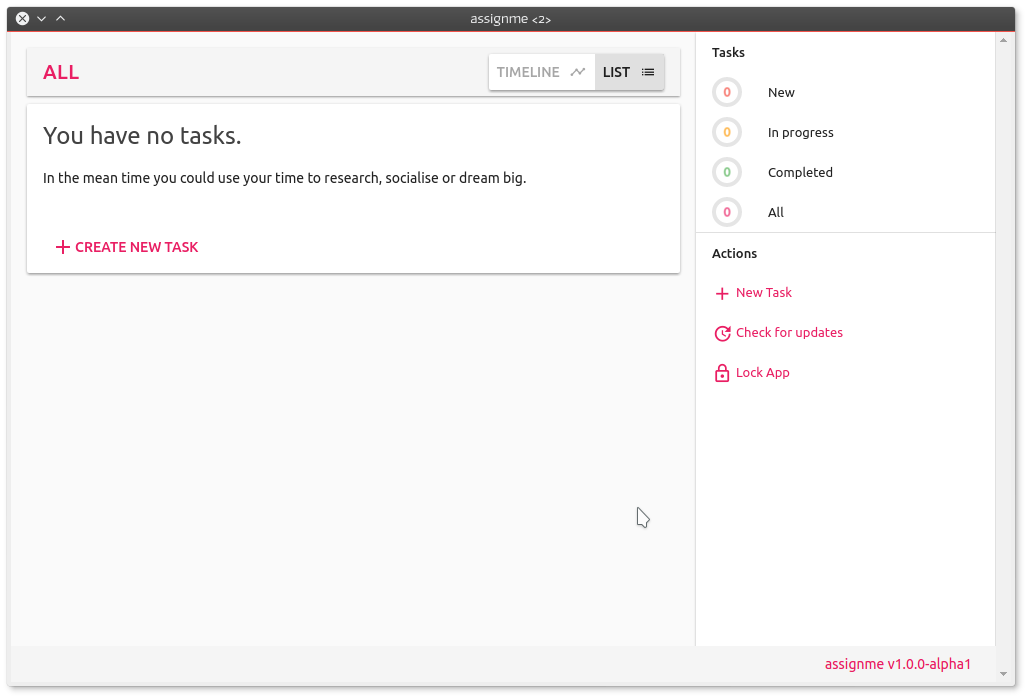 assignme <2>
ALL
TIMELINE
LIST
You have no tasks.
In the mean time you could use your time to research, socialise or dream big.
CREATE NEW TASK
Tasks
0 New
0 In progress
0 Completed
0 All
Actions
New Task
Check for updates
Lock App
assignme v1.0.0-alpha1